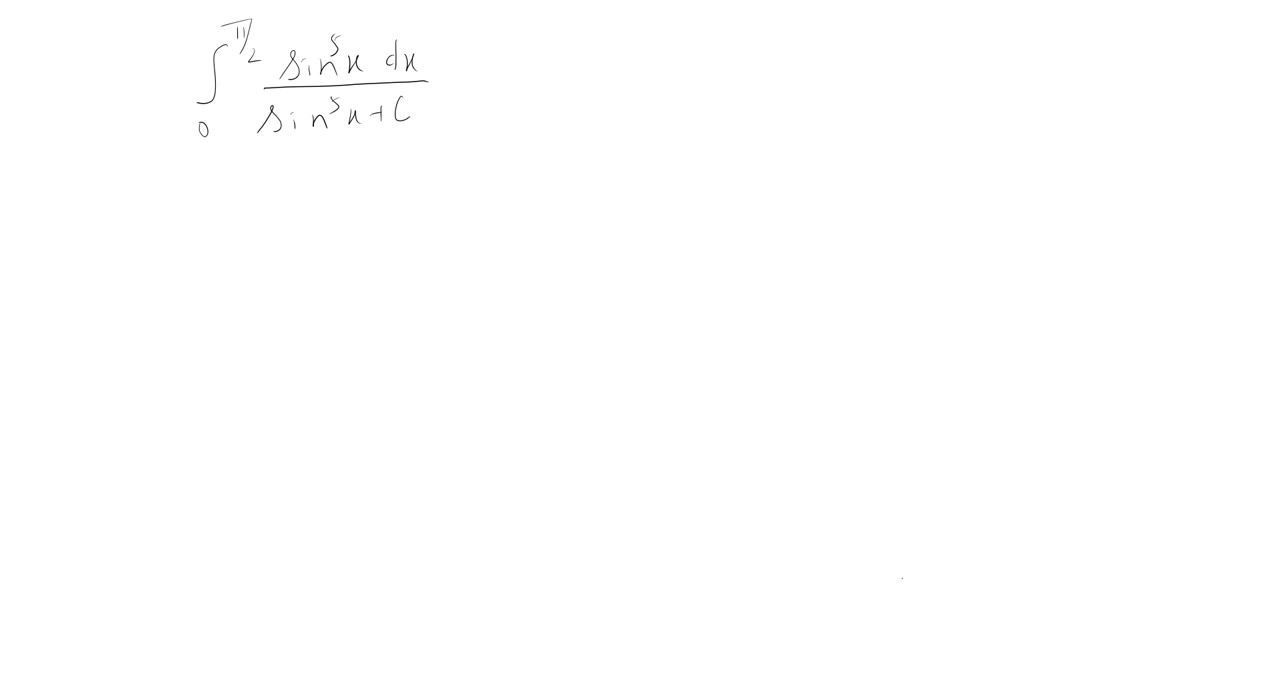 ∫₀^{π/2} sin⁵x dx / sin⁵x + C